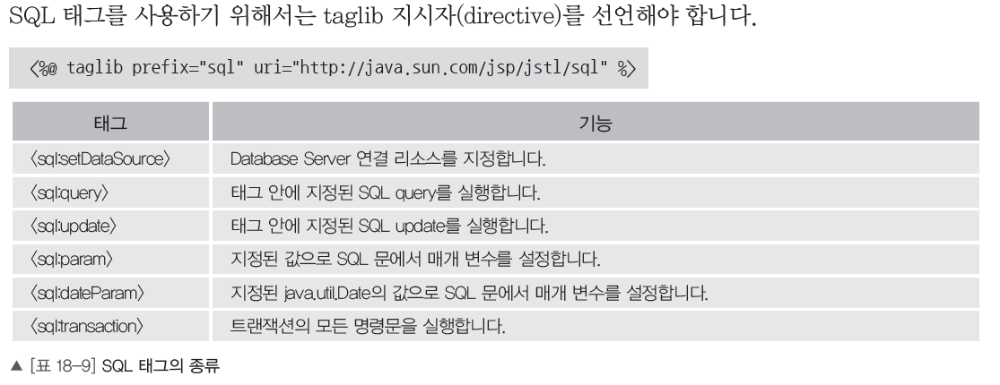 SQL 태그를 사용하기 위해서는 taglib 지시자(directive)를 선언해야 합니다.
<%@ taglib prefix="sql" uri="http://java.sun.com/jsp/jstl/sql" %>
태그 기능
<sql:setDataSource> Database Server 연결 리소스를 지정합니다.
<sql:query> 태그 안에 지정된 SQL query를 실행합니다.
<sql:update> 태그 안에 지정된 SQL update를 실행합니다.
<sql:param> 지정된 값으로 SQL 문에서 매개 변수를 설정합니다.
<sql:dateParam> 지정된 java.util.Date의 값으로 SQL 문에서 매개 변수를 설정합니다.
<sql:transaction> 트랜잭션의 모든 명령문을 실행합니다.
▲ [표 18-9] SQL 태그의 종류